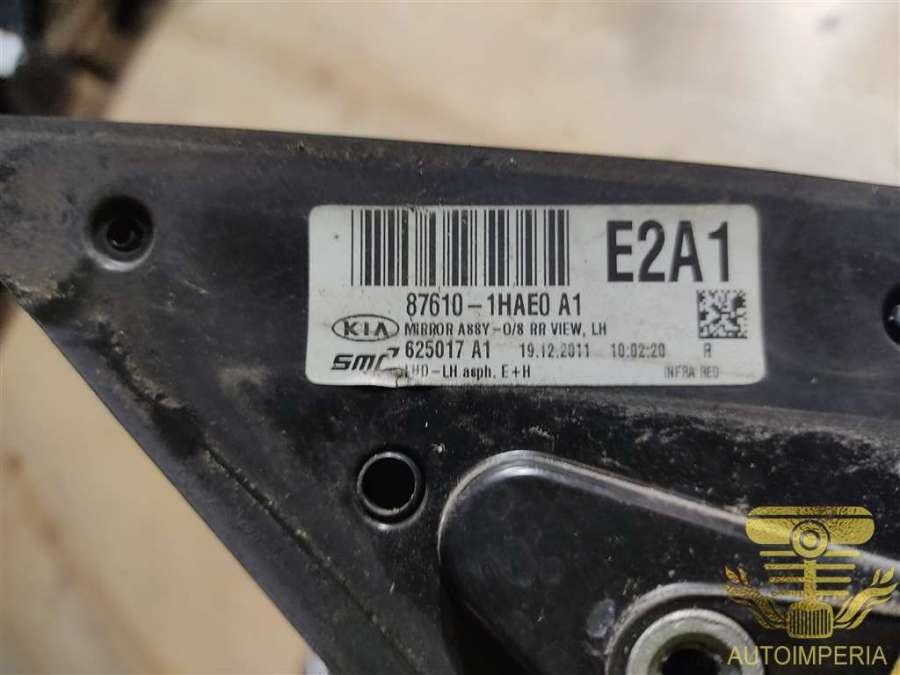 E2A1
87610-1HAE0 A1
KIA
MIRROR ASSY-O/S RR VIEW, LH
SMR 625017 A1 19.12.2011 10:02:20 R
LHD-LH asph. E+H INFRA RED
AUTOIMPERIA